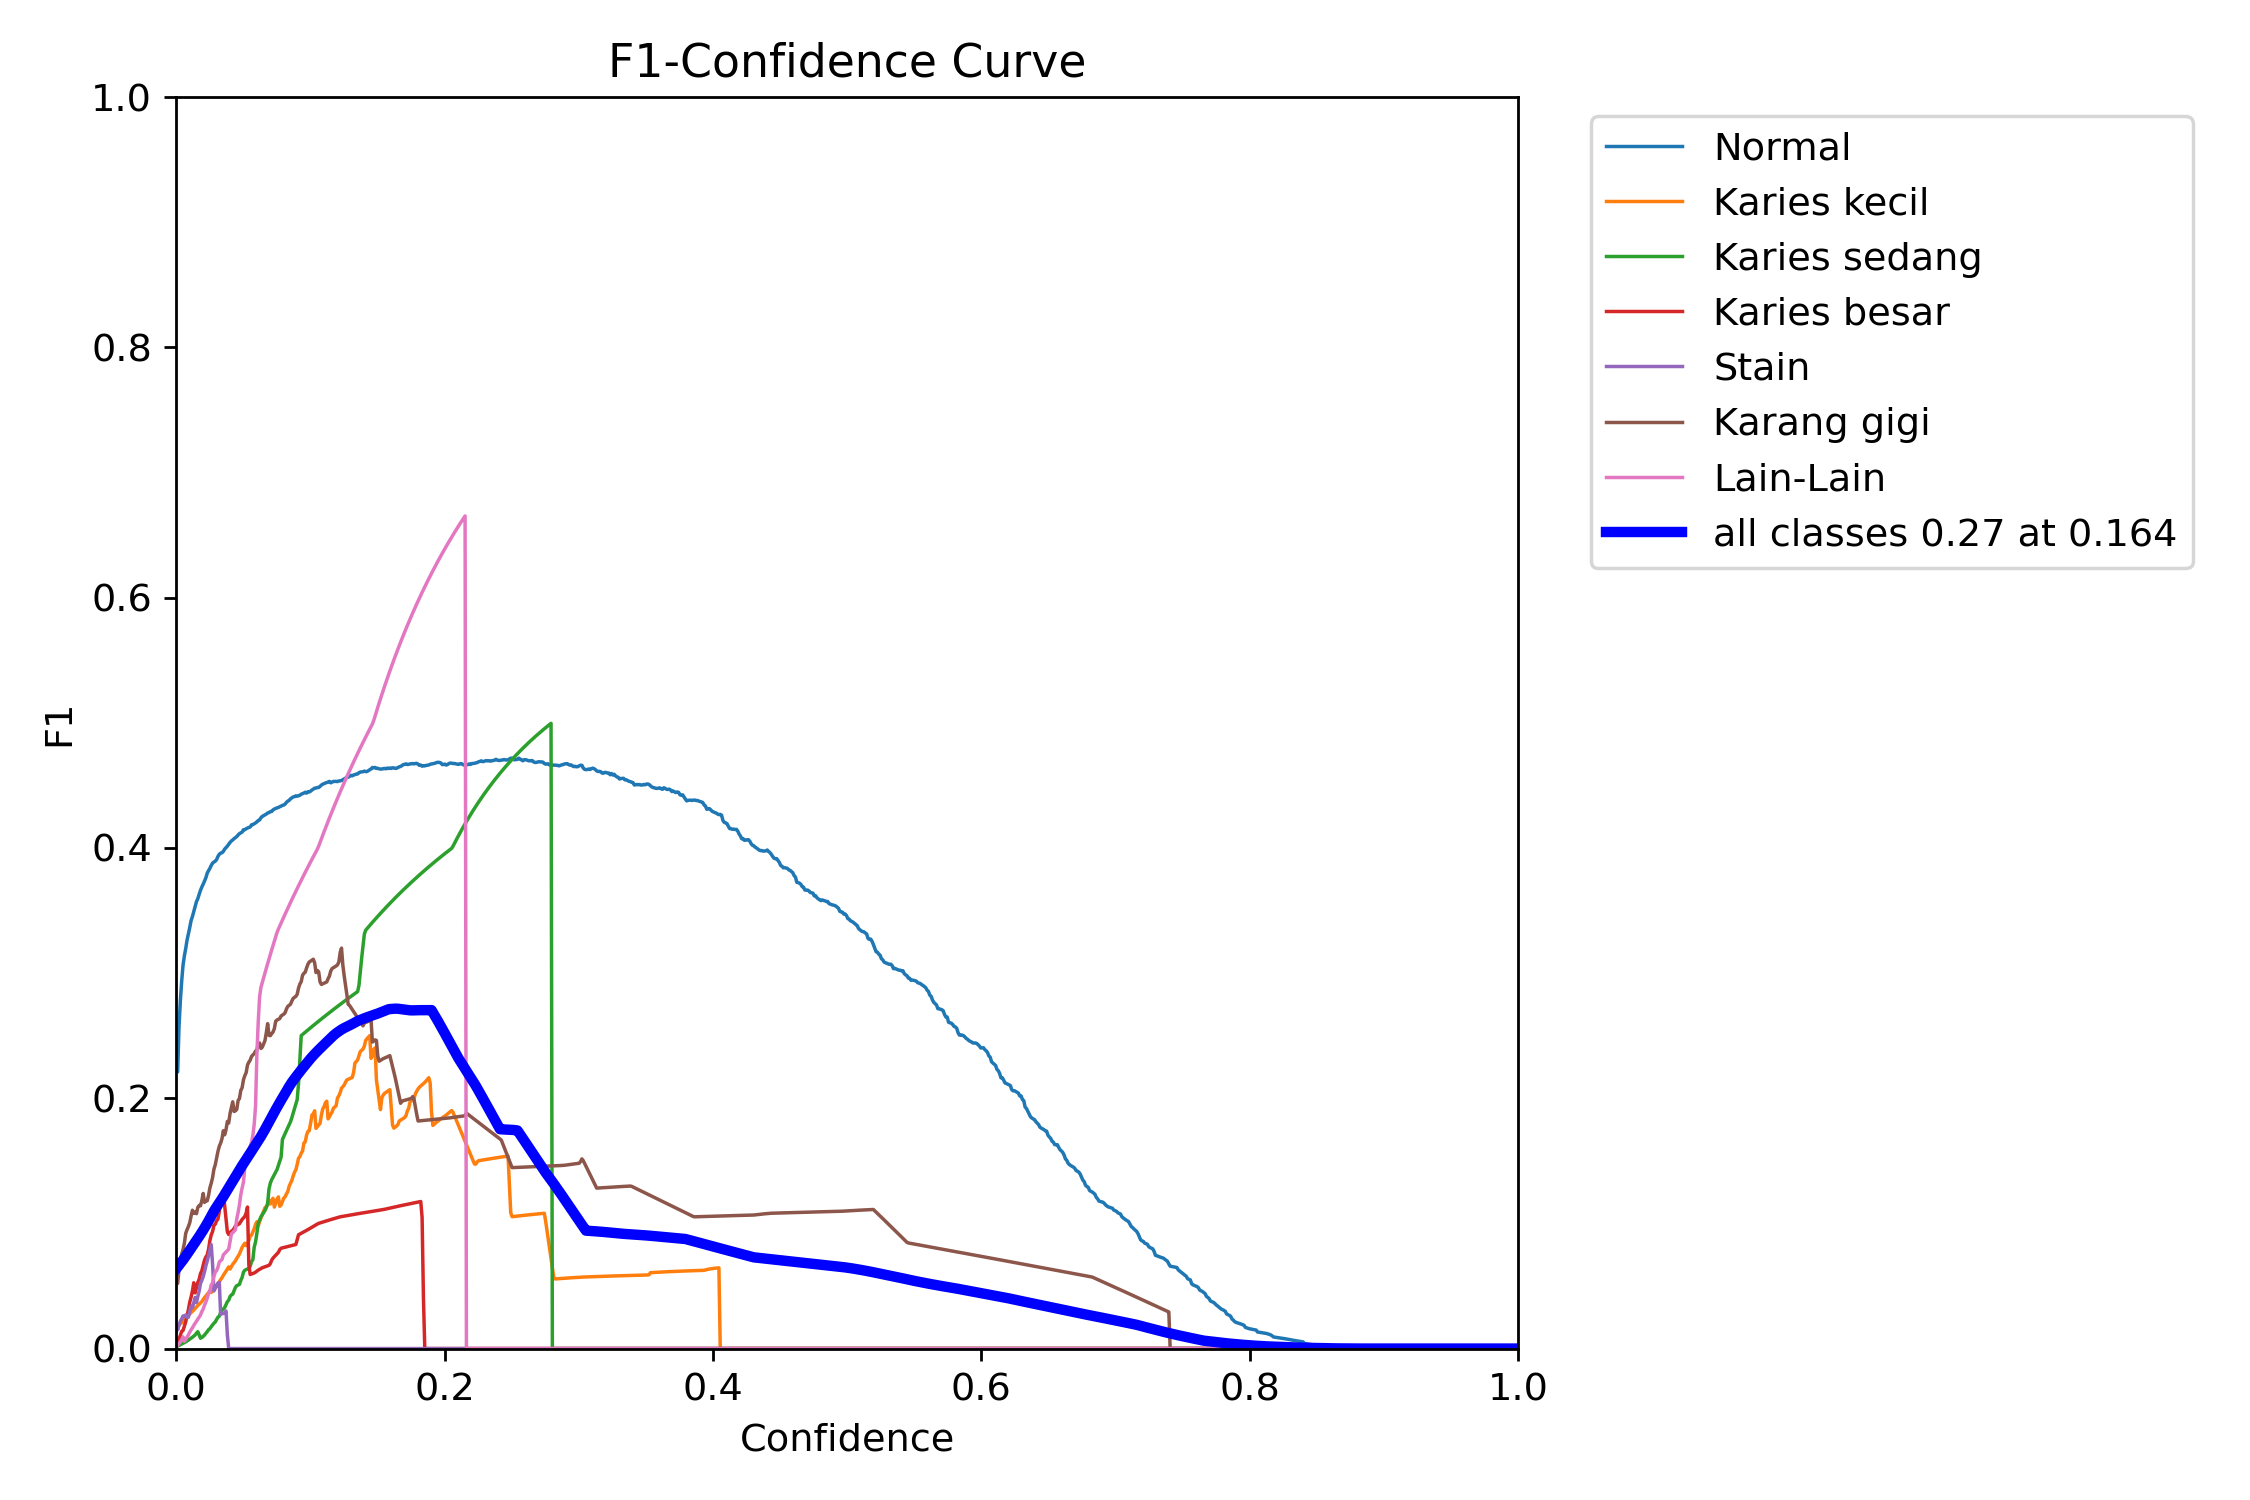 F1-Confidence Curve
1.0
0.8
0.6
0.4
0.2
0.0
F1
0.0 0.2 0.4 0.6 0.8 1.0
Confidence
Normal
Karies kecil
Karies sedang
Karies besar
Stain
Karang gigi
Lain-Lain
all classes 0.27 at 0.164